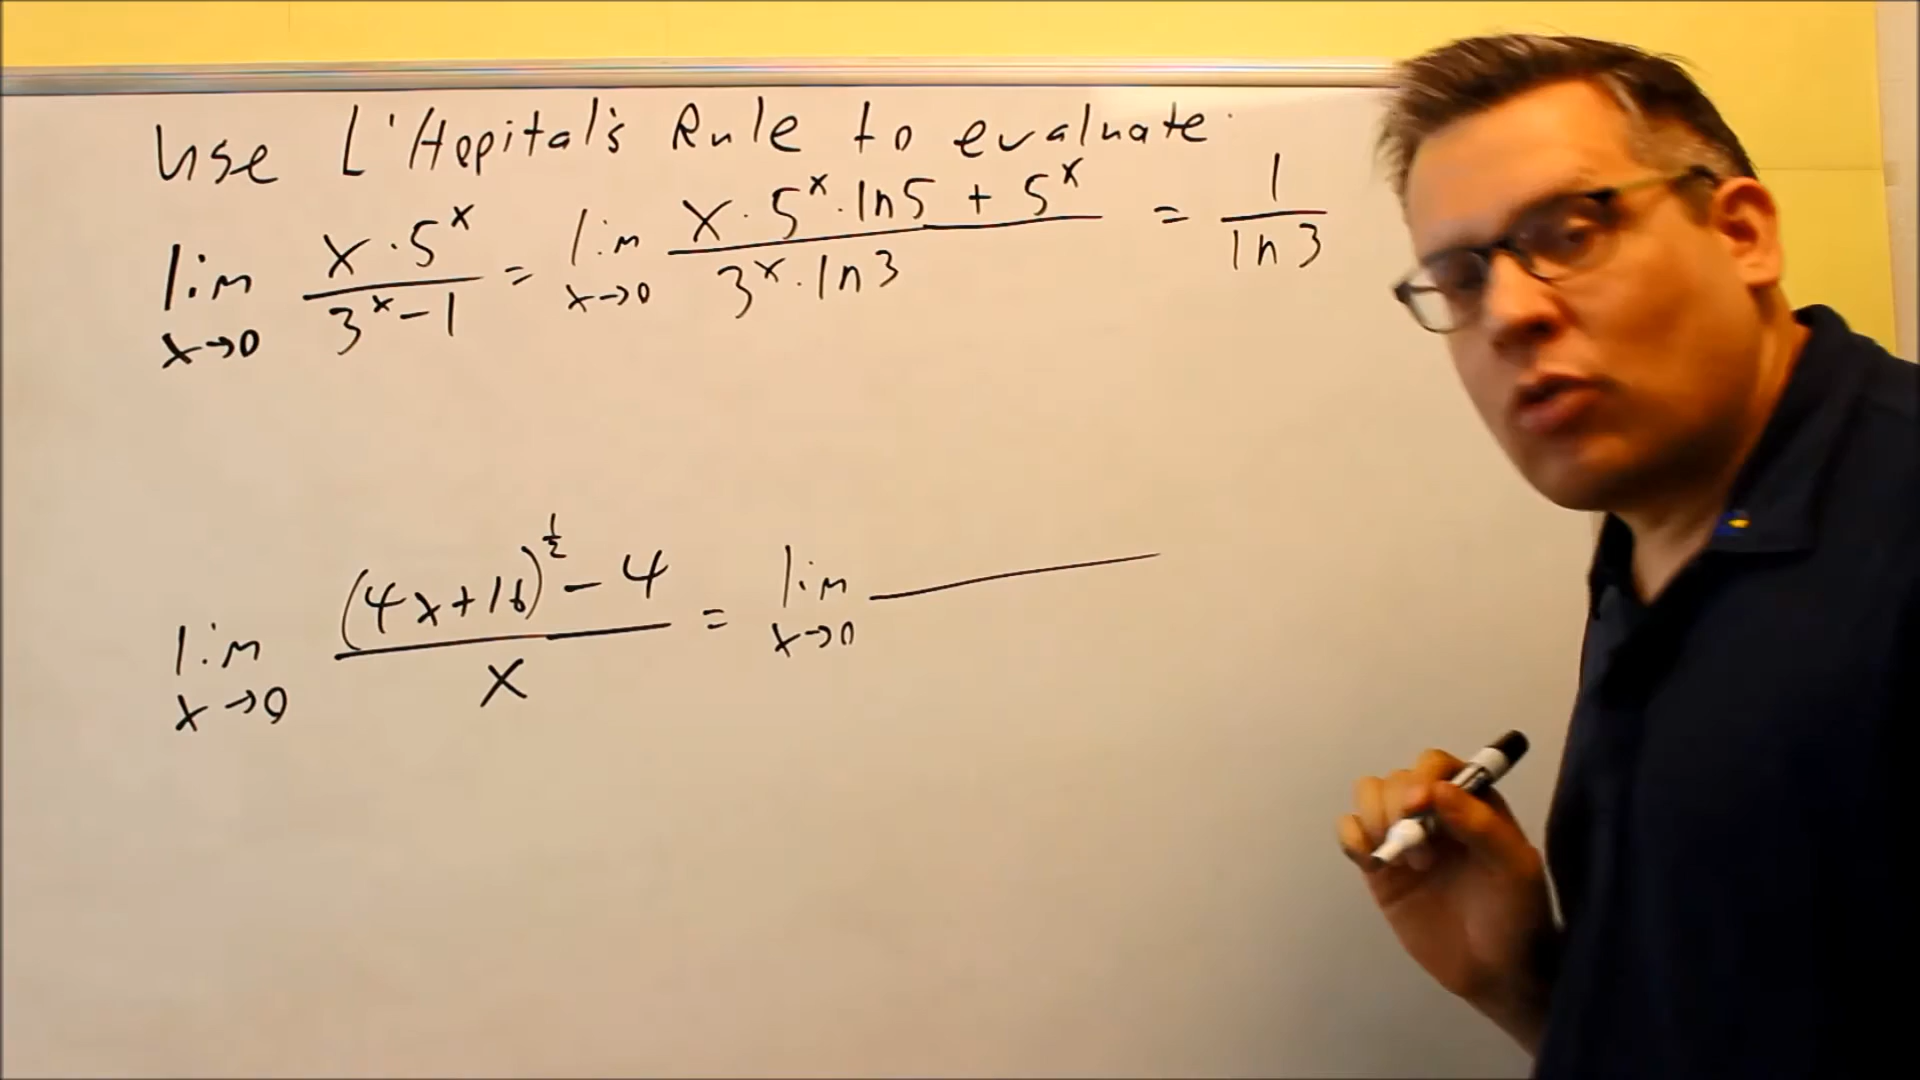 Use L'Hopital's Rule to evaluate.
lim x→0 (x·5^x)/(3^x-1) = lim x→0 (x·5^x·ln5 + 5^x)/(3^x·ln3) = 1/ln3
lim x→0 ((4x+16)^(1/2) - 4)/x = lim x→0